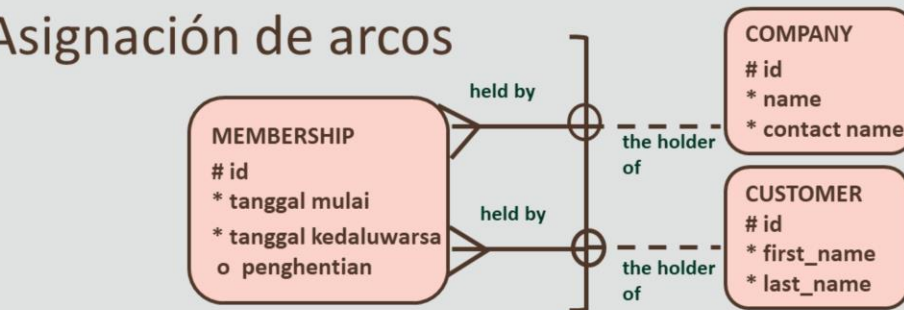 Asignación de arcos
MEMBERSHIP
# id
* tanggal mulai
* tanggal kedaluwarsa
o penghentian
held by
held by
the holder
of
the holder
of
COMPANY
# id
* name
* contact name
CUSTOMER
# id
* first_name
* last_name